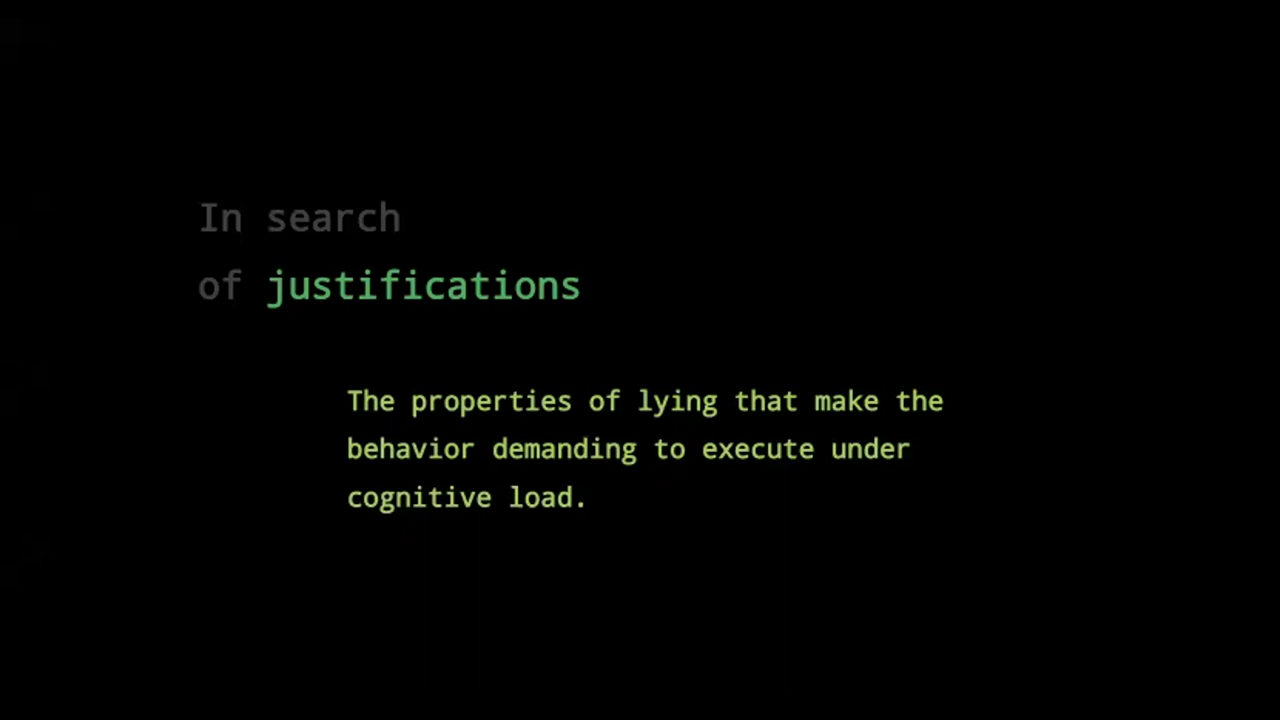 In search
of justifications
The properties of lying that make the
behavior demanding to execute under
cognitive load.